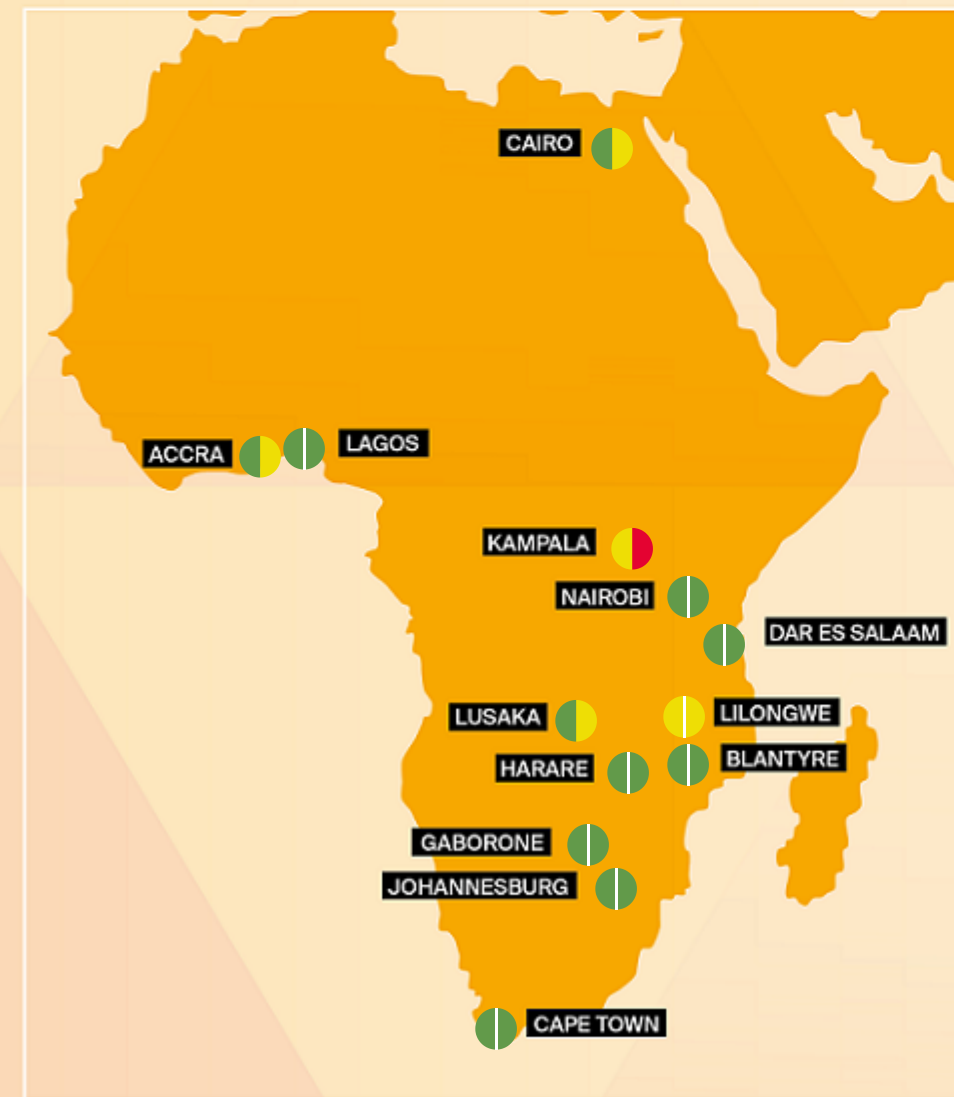 CAIRO
ACCRA
LAGOS
KAMPALA
NAIROBI
DAR ES SALAAM
LUSAKA
LILONGWE
HARARE
BLANTYRE
GABORONE
JOHANNESBURG
CAPE TOWN